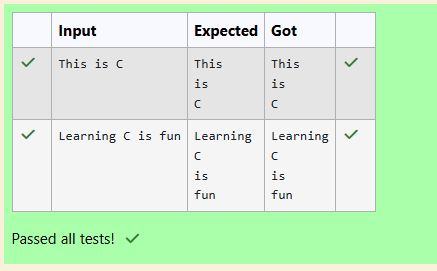 Input Expected Got
This is C This This
is is
C C
Learning C is fun Learning Learning
C C
is is
fun fun
Passed all tests!